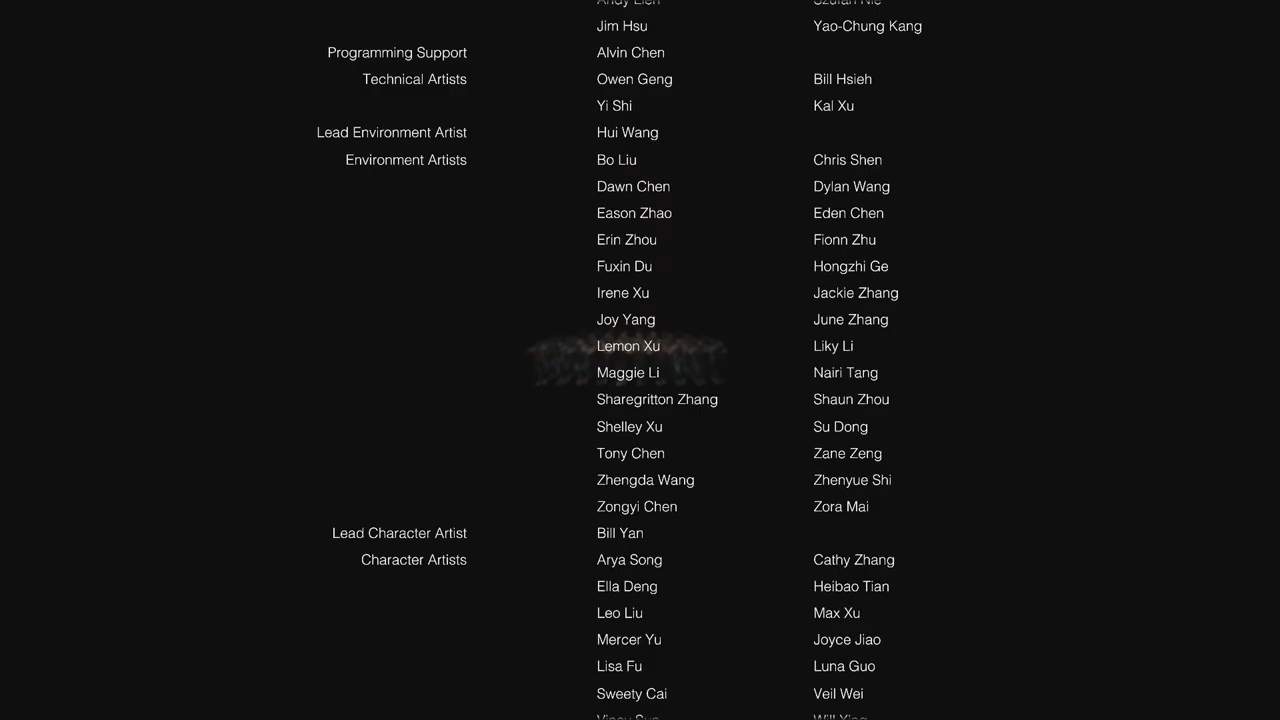 Jim Hsu Yao-Chung Kang
Programming Support Alvin Chen
Technical Artists Owen Geng Bill Hsieh
Yi Shi Kal Xu
Lead Environment Artist Hui Wang
Environment Artists Bo Liu Chris Shen
Dawn Chen Dylan Wang
Eason Zhao Eden Chen
Erin Zhou Fionn Zhu
Fuxin Du Hongzhi Ge
Irene Xu Jackie Zhang
Joy Yang June Zhang
Lemon Xu Liky Li
Maggie Li Nairi Tang
Sharegritton Zhang Shaun Zhou
Shelley Xu Su Dong
Tony Chen Zane Zeng
Zhengda Wang Zhenyue Shi
Zongyi Chen Zora Mai
Lead Character Artist Bill Yan
Character Artists Arya Song Cathy Zhang
Ella Deng Heibao Tian
Leo Liu Max Xu
Mercer Yu Joyce Jiao
Lisa Fu Luna Guo
Sweety Cai Veil Wei